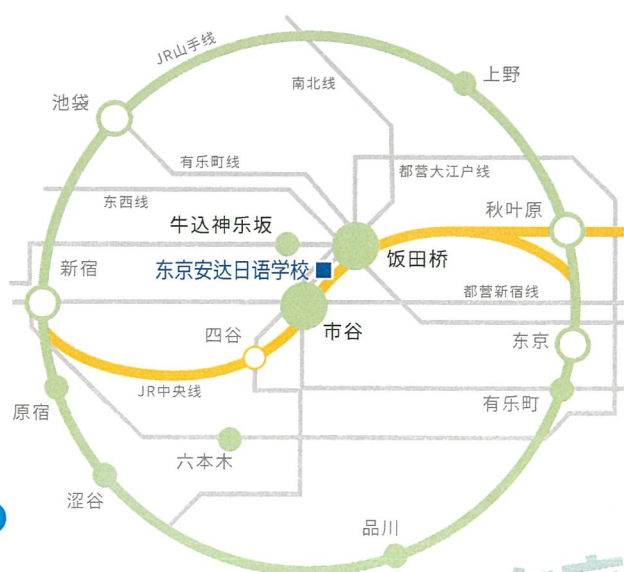 JR山手线
上野
南北线
池袋
有乐町线
都营大江户线
东西线
秋叶原
牛込神乐坂
饭田桥
东京安达日语学校
新宿
都营新宿线
市谷
四谷
东京
JR中央线
有乐町
原宿
六本木
涩谷
品川